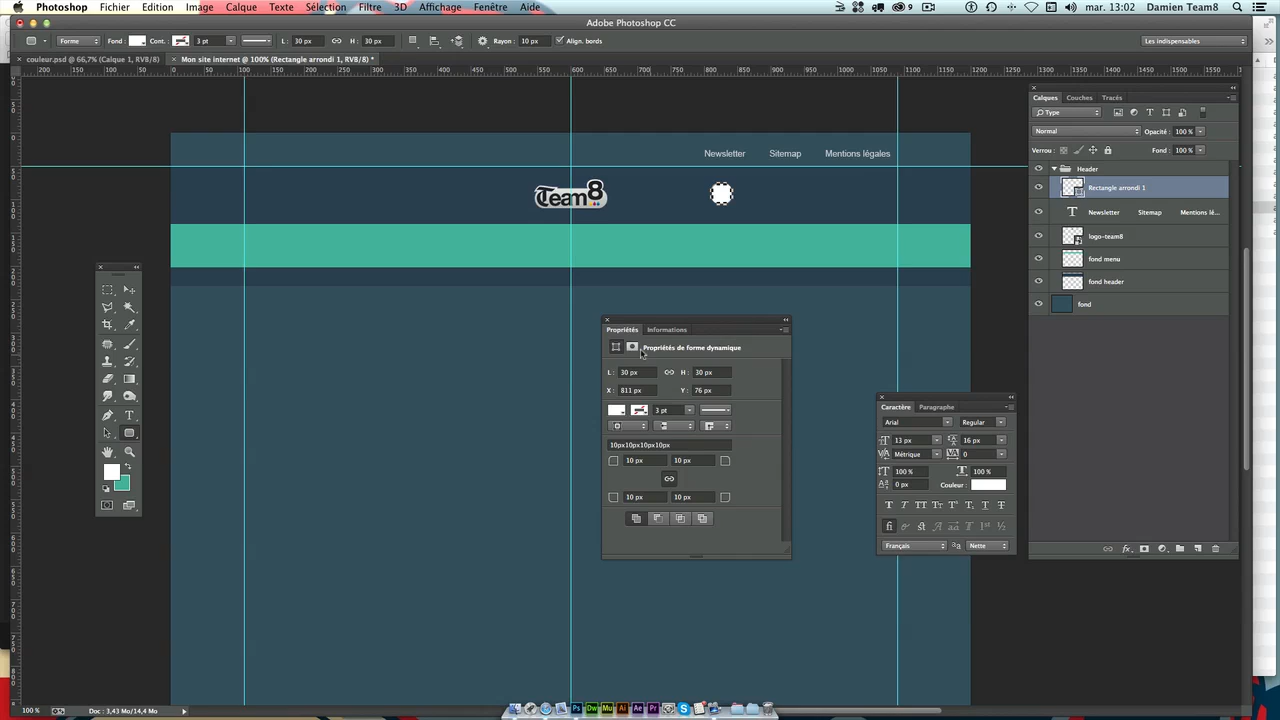 Photoshop Fichier Edition Image Calque Texte Sélection Filtre 3D Affichage Fenêtre Aide 9 mar. 13:02 Damien Team8
Adobe Photoshop CC
Forme Fond : Cont. : 3 pt L : 30 px H : 30 px Rayon : 10 px Align. bords Les indispensables
couleur.psd @ 66,7% (Calque 1, RVB/8) Mon site internet @ 100% (Rectangle arrondi 1, RVB/8) *
Newsletter Sitemap Mentions légales
Team8
Calques Couches Tracés
Type
Normal Opacité : 100 %
Verrou : Fond : 100 %
Header
Rectangle arrondi 1
Newsletter Sitemap Mentions lé...
logo-team8
fond menu
fond header
fond
Propriétés Informations
Propriétés de forme dynamique
L : 30 px H : 30 px
X : 811 px Y : 76 px
3 pt
10px10px10px10px
10 px 10 px
10 px 10 px
Caractère Paragraphe
Arial Regular
13 px 16 px
Métrique 0
100 % 100 %
0 px Couleur :
Français Nette
100 % Doc : 3,43 Mo/14,4 Mo